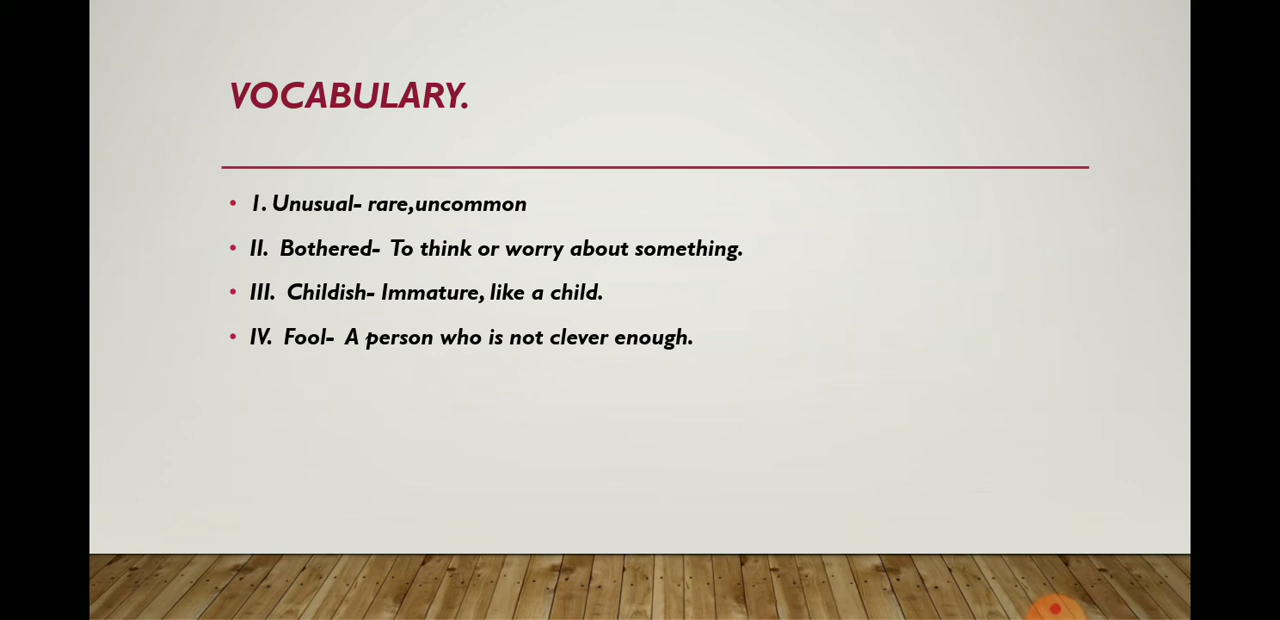 VOCABULARY.
• 1. Unusual- rare,uncommon
• II. Bothered- To think or worry about something.
• III. Childish- Immature, like a child.
• IV. Fool- A person who is not clever enough.